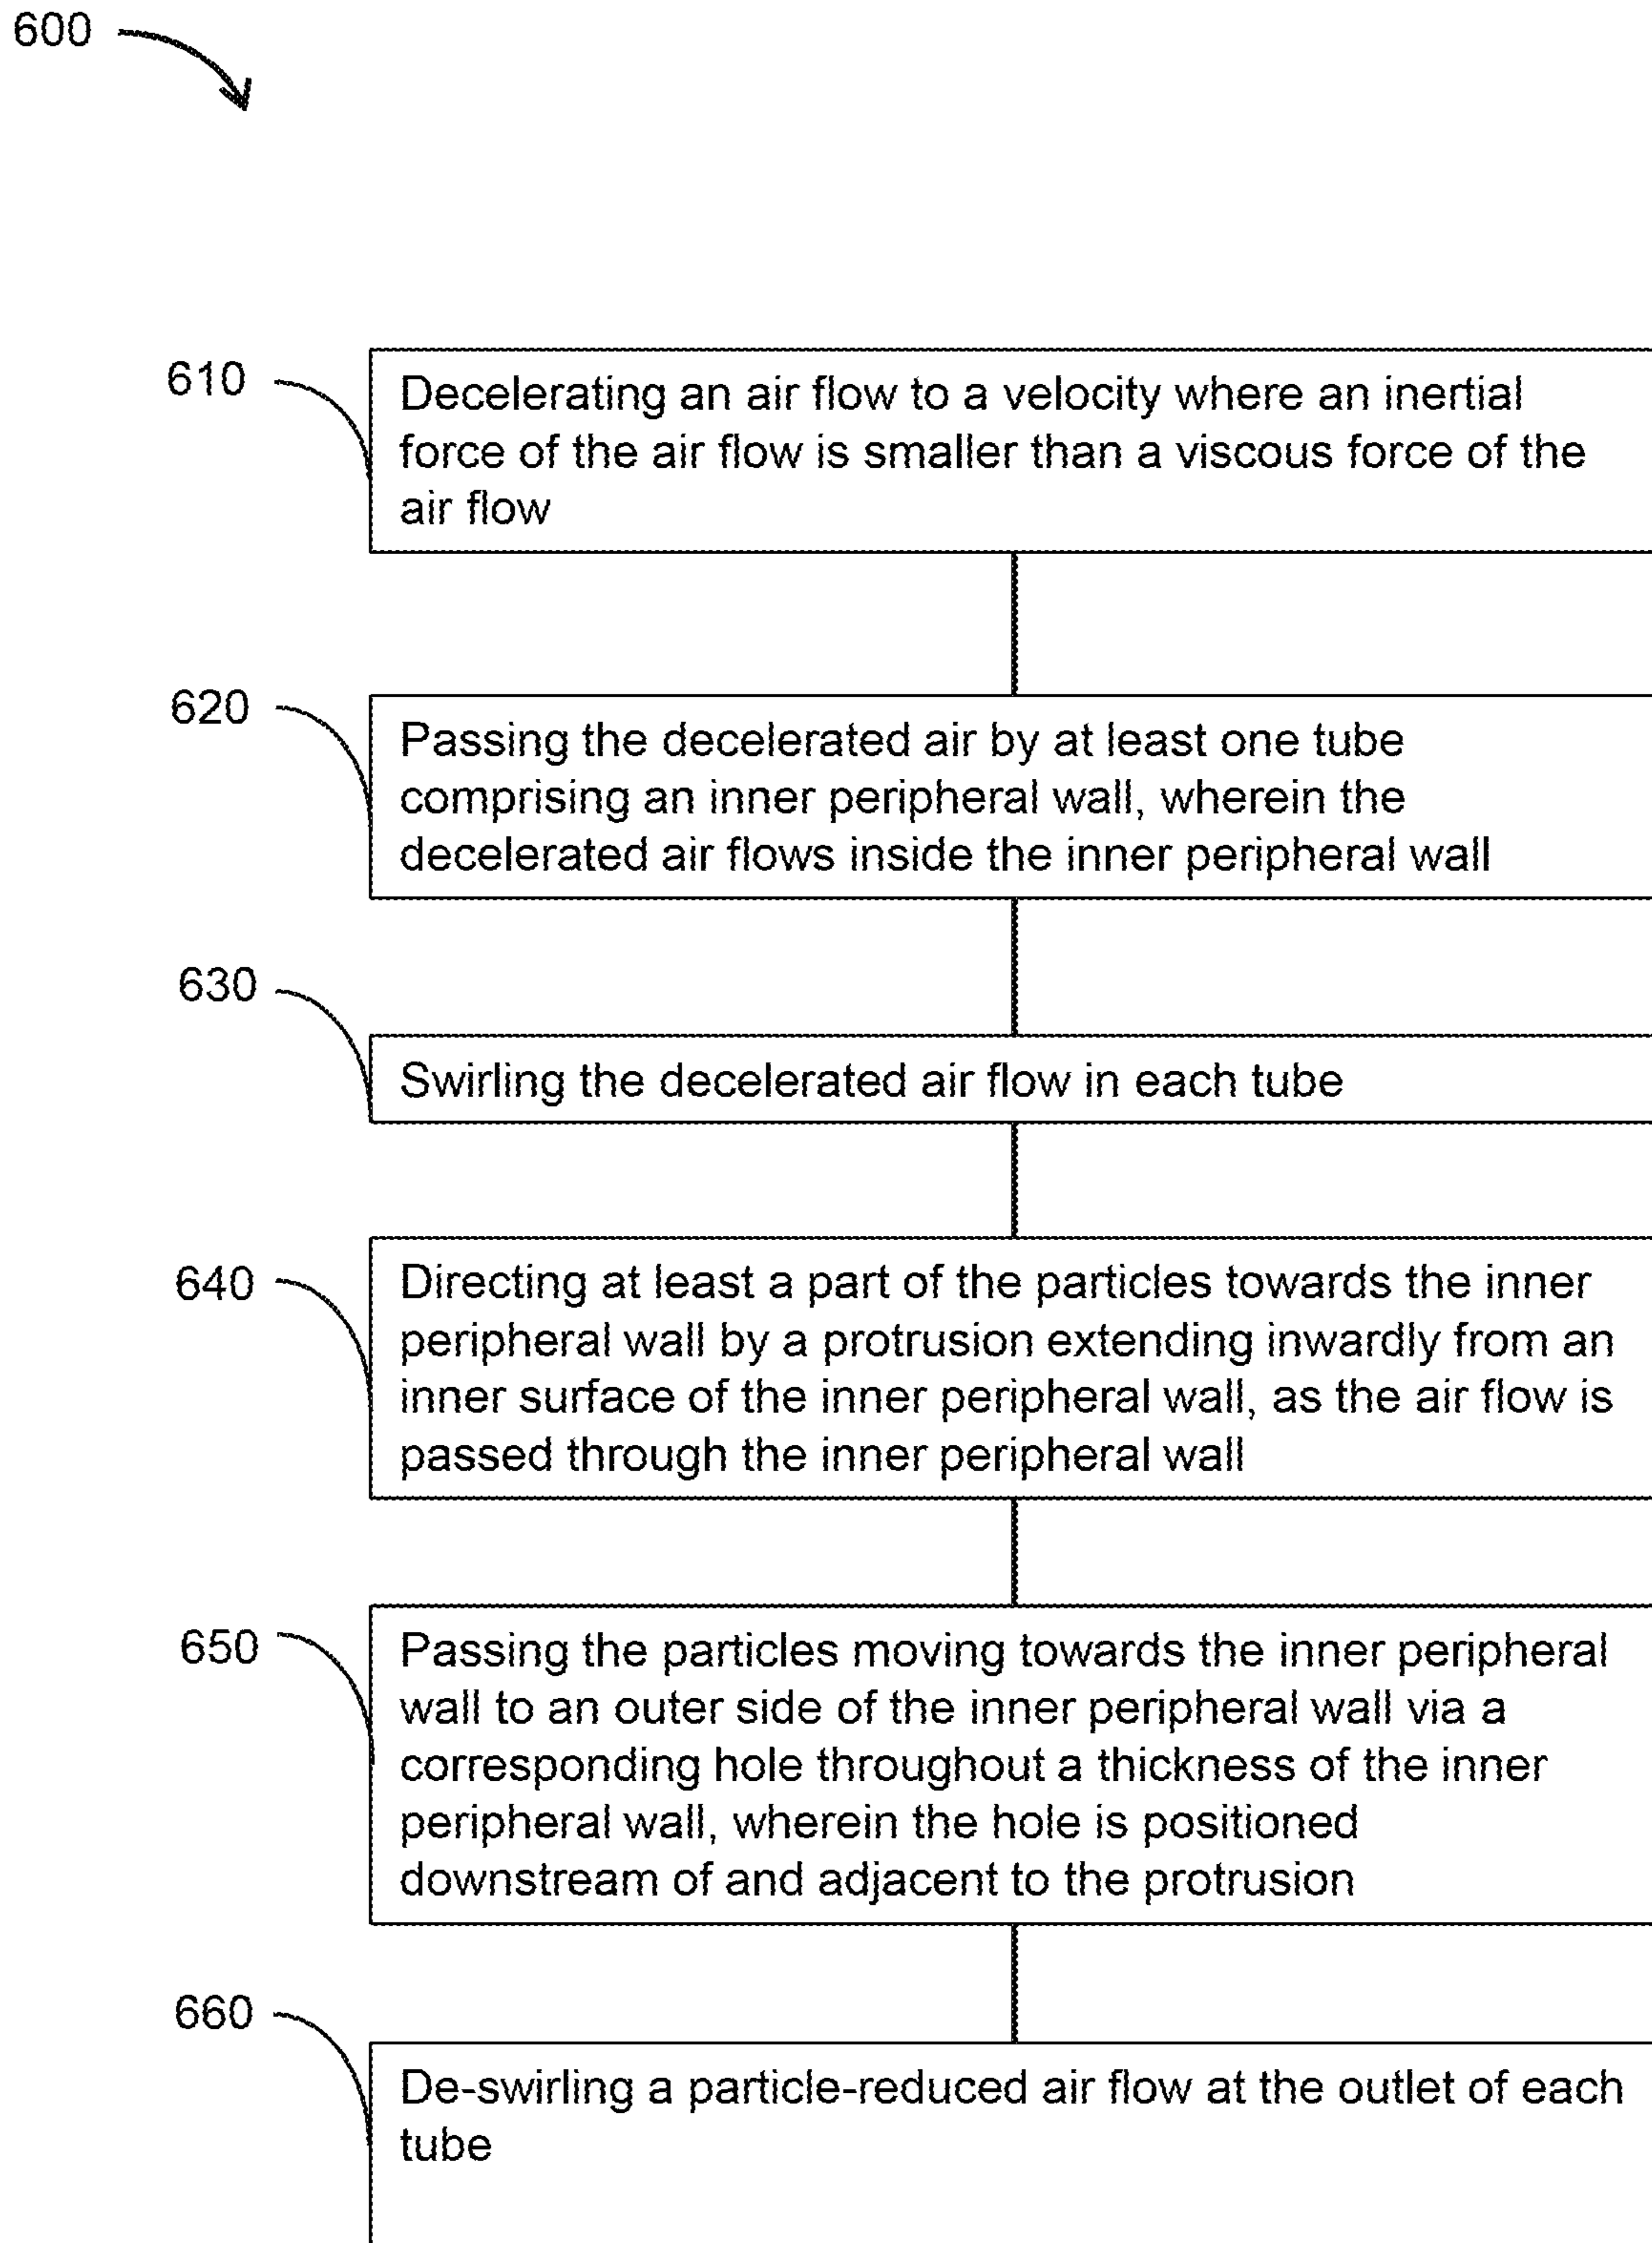 600
610
Decelerating an air flow to a velocity where an inertial
force of the air flow is smaller than a viscous force of the
air flow
620
Passing the decelerated air by at least one tube
comprising an inner peripheral wall, wherein the
decelerated air flows inside the inner peripheral wall
630
Swirling the decelerated air flow in each tube
640
Directing at least a part of the particles towards the inner
peripheral wall by a protrusion extending inwardly from an
inner surface of the inner peripheral wall, as the air flow is
passed through the inner peripheral wall
650
Passing the particles moving towards the inner peripheral
wall to an outer side of the inner peripheral wall via a
corresponding hole throughout a thickness of the inner
peripheral wall, wherein the hole is positioned
downstream of and adjacent to the protrusion
660
De-swirling a particle-reduced air flow at the outlet of each
tube